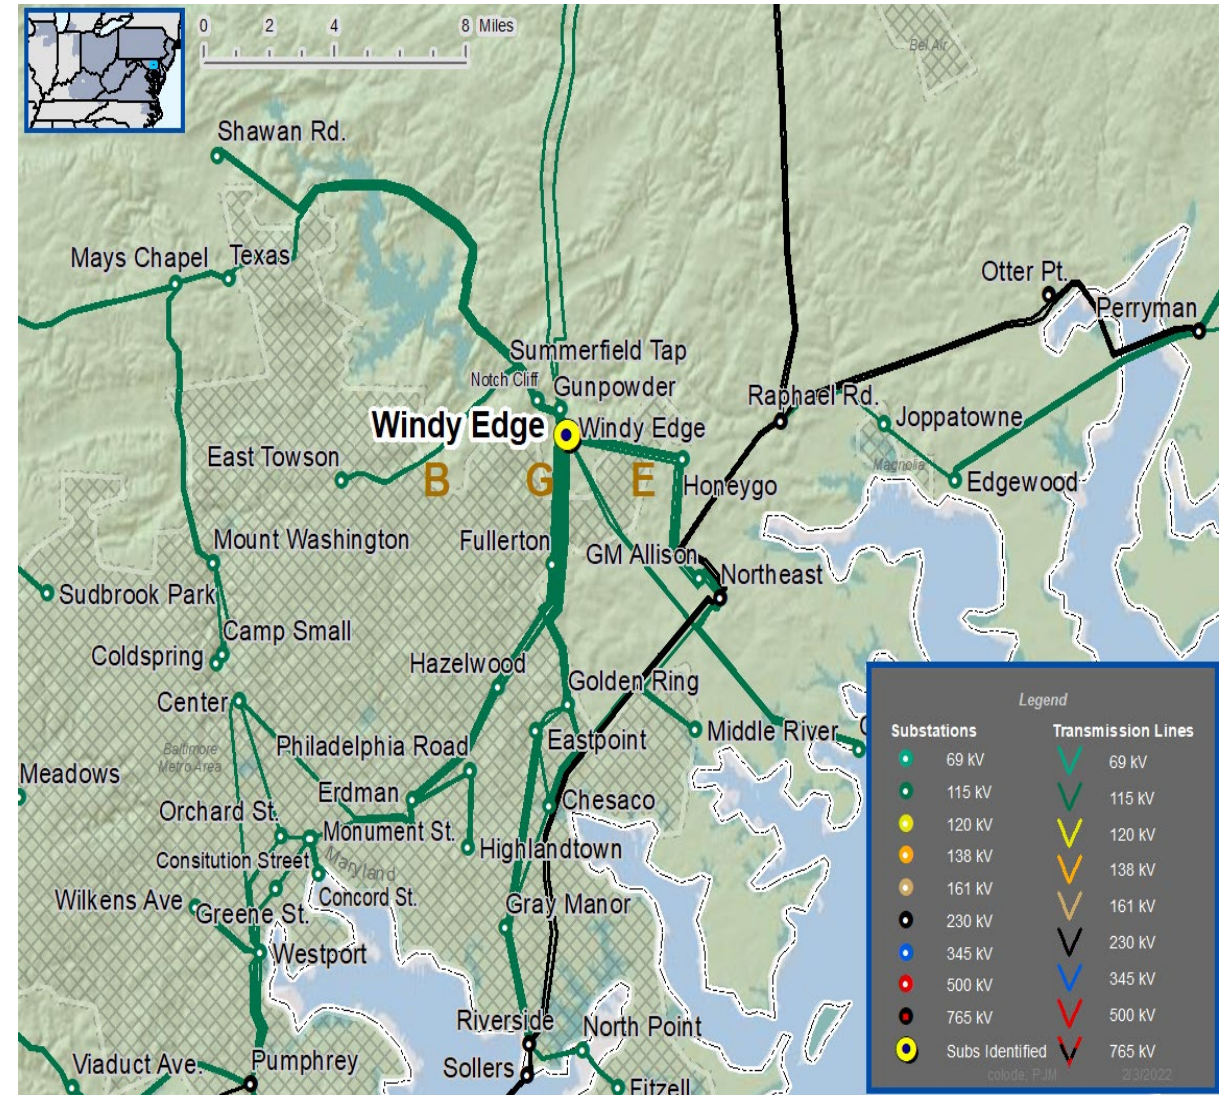 0 2 4 8 Miles
Bel Air
Shawan Rd.
Mays Chapel
Texas
Otter Pt.
Perryman
Summerfield Tap
Notch Cliff
Gunpowder
Raphael Rd.
Windy Edge
Windy Edge
Joppatowne
East Towson
Magnolia
B G E
Honeygo
Edgewood
Mount Washington
Fullerton
GM Allison
Northeast
Sudbrook Park
Camp Small
Coldspring
Hazelwood
Golden Ring
Center
Philadelphia Road
Eastpoint
Middle River
Baltimore
Metro Area
Meadows
Erdman
Chesaco
Orchard St.
Monument St.
Highlandtown
Consitution Street
Maryland
Concord St.
Wilkens Ave
Greene St.
Gray Manor
Westport
Riverside
North Point
Viaduct Ave.
Pumphrey
Sollers
Fitzell
Legend
Substations Transmission Lines
69 kV 69 kV
115 kV 115 kV
120 kV 120 kV
138 kV 138 kV
161 kV 161 kV
230 kV 230 kV
345 kV 345 kV
500 kV 500 kV
765 kV 765 kV
Subs Identified
colode, PJM 2/3/2022